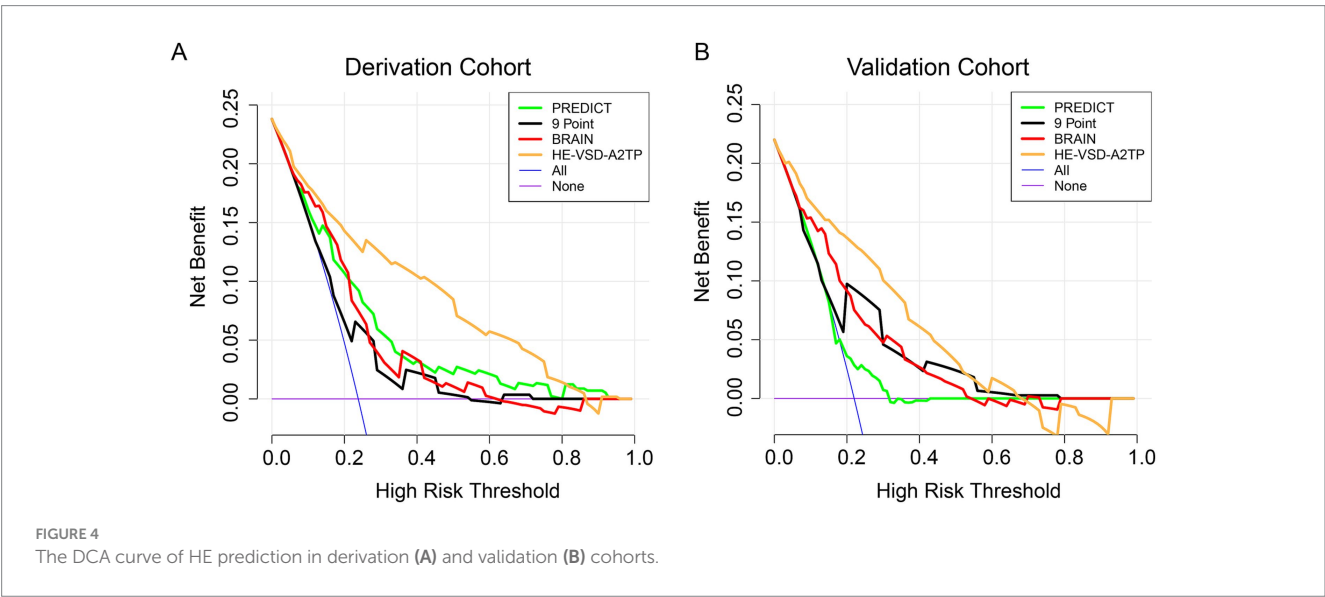 A
Derivation Cohort
Net Benefit
0.25
0.20
0.15
0.10
0.05
0.00
PREDICT
9 Point
BRAIN
HE-VSD-A2TP
All
None
0.0 0.2 0.4 0.6 0.8 1.0
High Risk Threshold
B
Validation Cohort
Net Benefit
0.25
0.20
0.15
0.10
0.05
0.00
PREDICT
9 Point
BRAIN
HE-VSD-A2TP
All
None
0.0 0.2 0.4 0.6 0.8 1.0
High Risk Threshold
FIGURE 4
The DCA curve of HE prediction in derivation (A) and validation (B) cohorts.